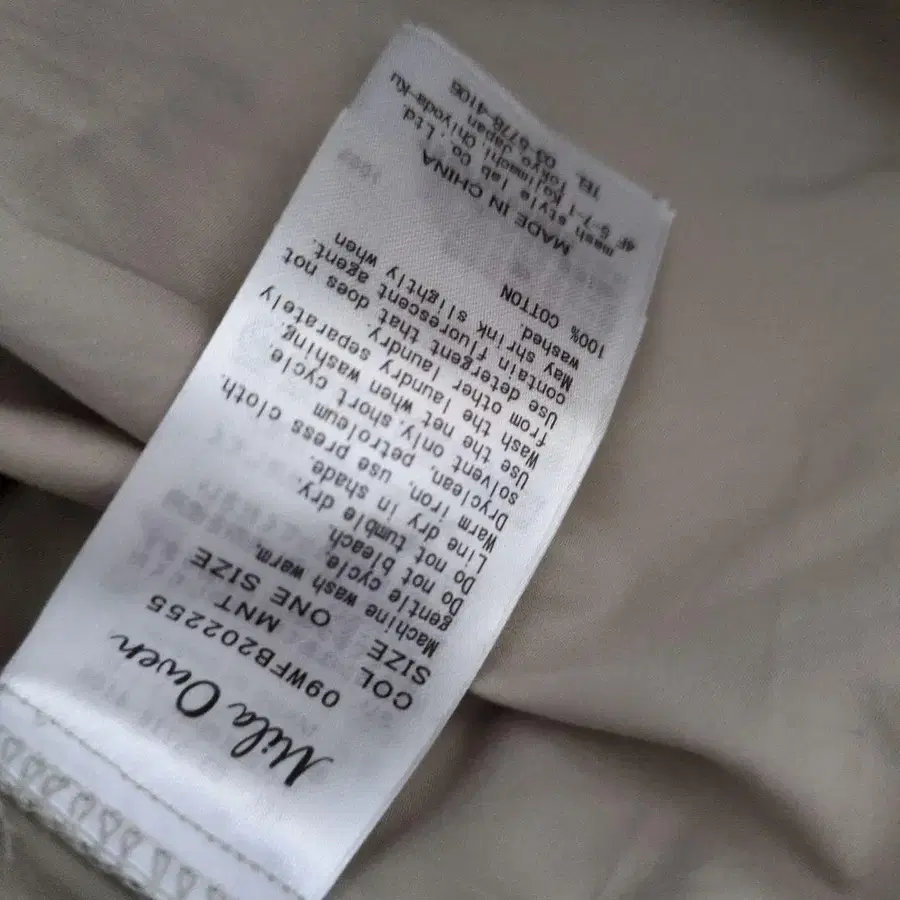 Mila Owen
09WFB202255
COL MNT
SIZE ONE SIZE
Machine wash warm,
gentle cycle.
Do not bleach.
Do not tumble dry.
Line dry in shade.
Warm iron, use press cloth.
Dryclean, petroleum
solvent only,short cycle.
Use the net when washing.
Wash the laundry separately
from other laundry.
Use detergent that does not
contain fluorescent agent.
May shrink slightly when
washed.
100% COTTON
MADE IN CHINA
mash style lab Co., Ltd.
5-7-1 Kojimachi, Chiyoda-Ku
Tokyo Japan
TEL 03-6778-4106